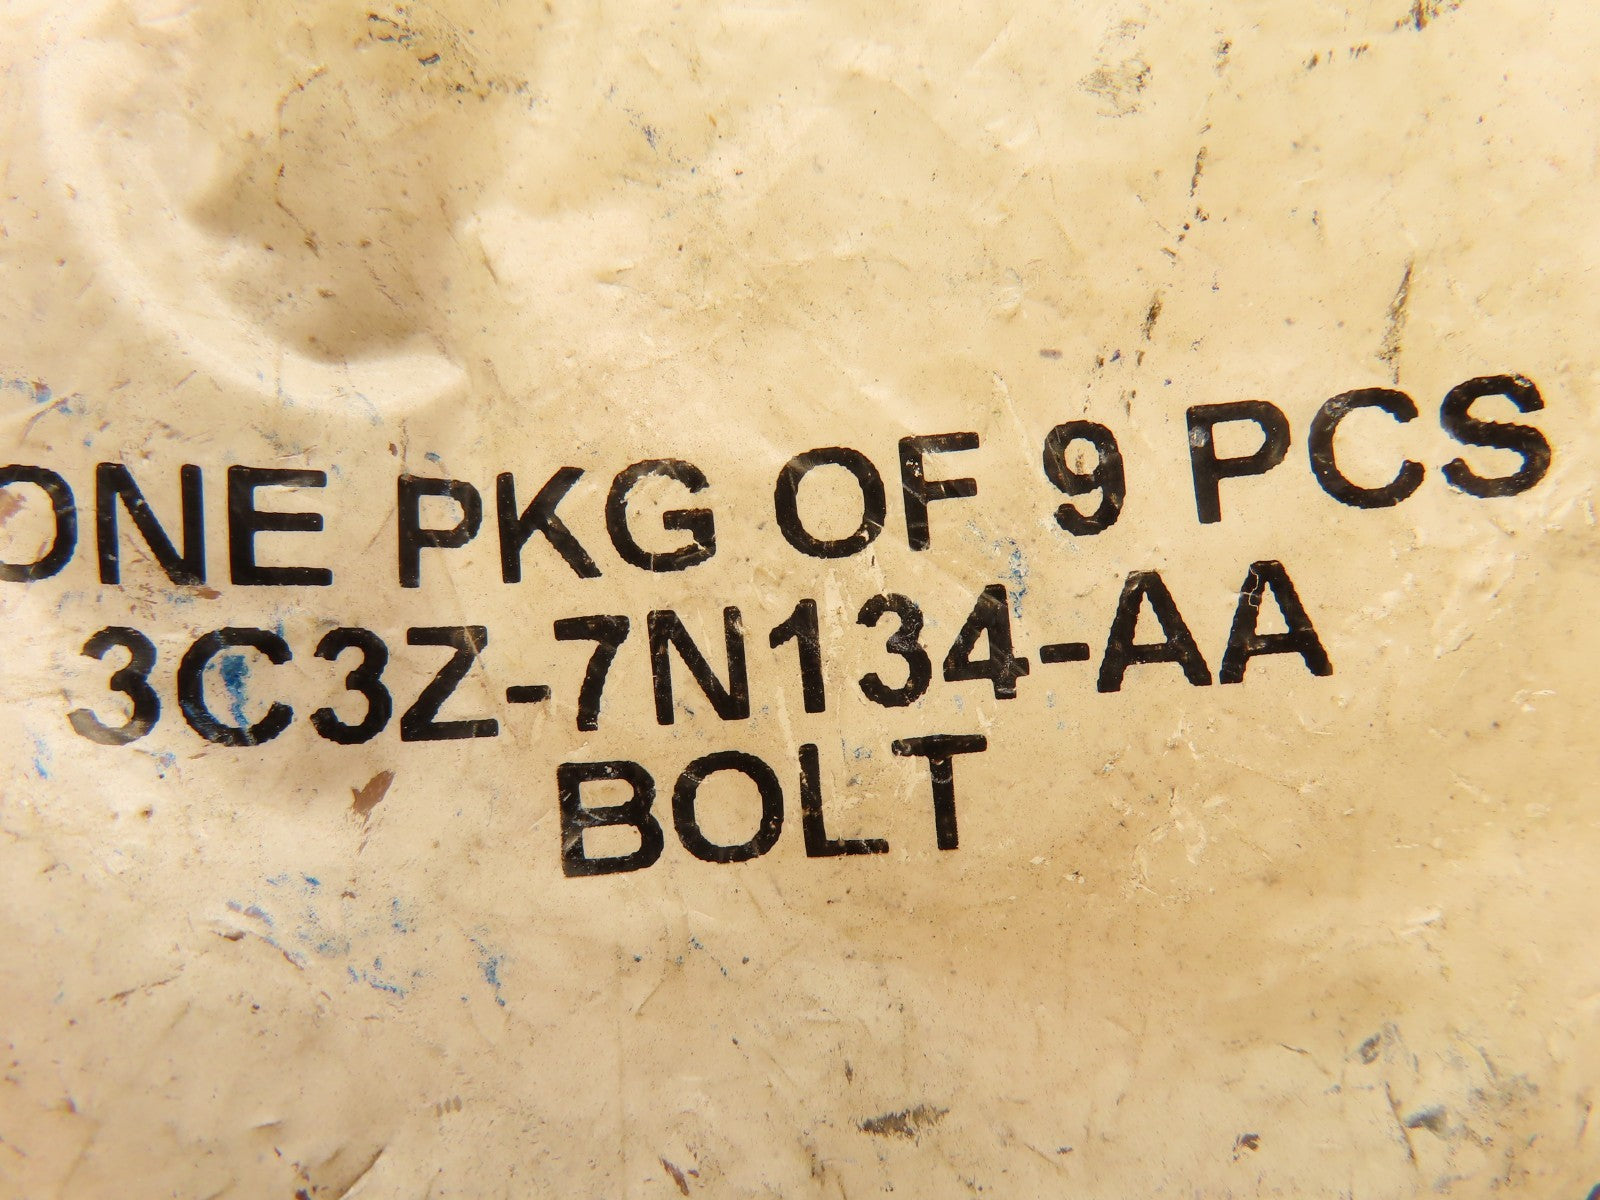 ONE PKG OF 9 PCS
3C3Z-7N134-AA
BOLT